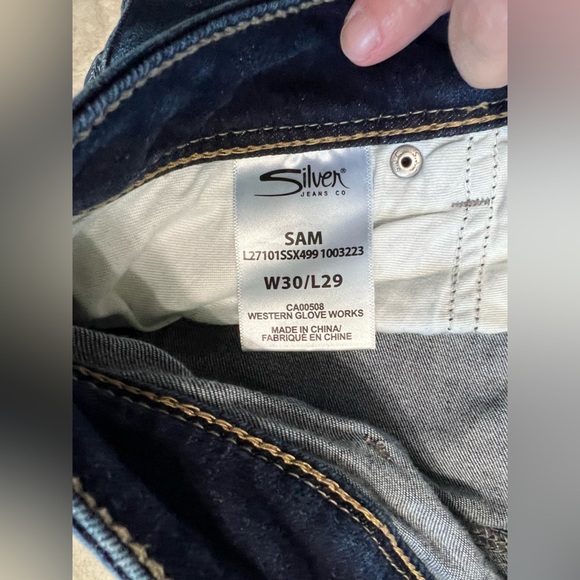 Silver®
JEANS CO
SAM
L27101SSX499 1003223
W30/L29
CA00508
WESTERN GLOVE WORKS
MADE IN CHINA/
FABRIQUÉ EN CHINE